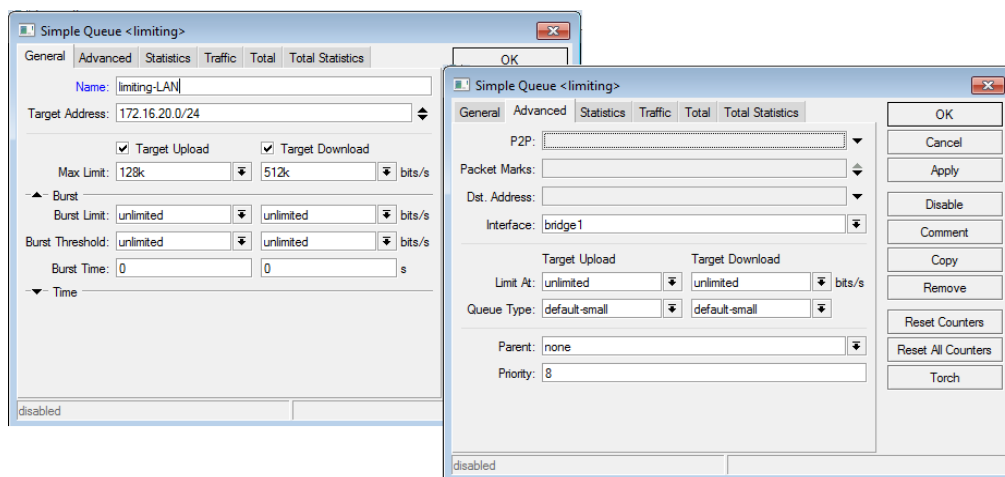 Simple Queue <limiting>
General Advanced Statistics Traffic Total Total Statistics
OK
Name: limiting-LAN
Target Address: 172.16.20.0/24
Target Upload Target Download
Max Limit: 128k 512k bits/s
Burst
Burst Limit: unlimited unlimited bits/s
Burst Threshold: unlimited unlimited bits/s
Burst Time: 0 0 s
Time
disabled
Simple Queue <limiting>
General Advanced Statistics Traffic Total Total Statistics
P2P:
Packet Marks:
Dst. Address:
Interface: bridge1
Target Upload Target Download
Limit At: unlimited unlimited bits/s
Queue Type: default-small default-small
Parent: none
Priority: 8
OK
Cancel
Apply
Disable
Comment
Copy
Remove
Reset Counters
Reset All Counters
Torch
disabled